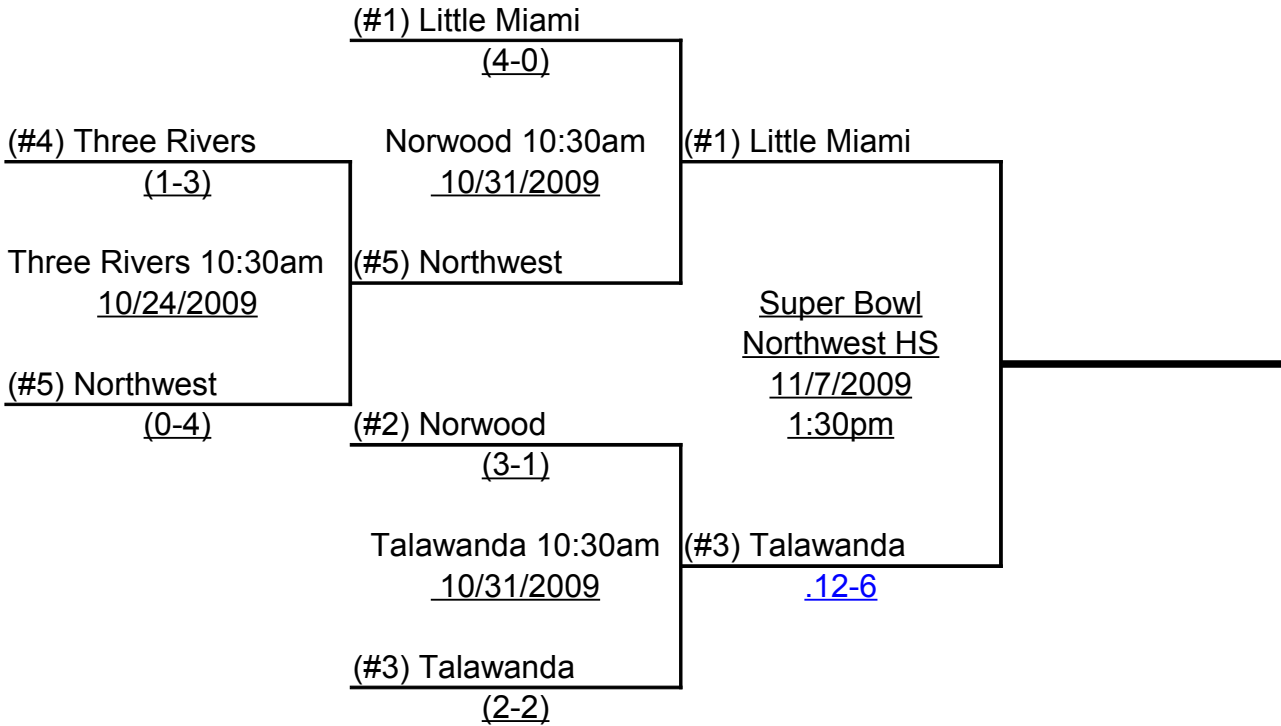 (#1) Little Miami
(4-0)
(#4) Three Rivers
Norwood 10:30am
(#1) Little Miami
(1-3)
10/31/2009
Three Rivers 10:30am
(#5) Northwest
10/24/2009
Super Bowl
Northwest HS
(#5) Northwest
11/7/2009
(0-4)
(#2) Norwood
1:30pm
(3-1)
Talawanda 10:30am
(#3) Talawanda
10/31/2009
.12-6
(#3) Talawanda
(2-2)